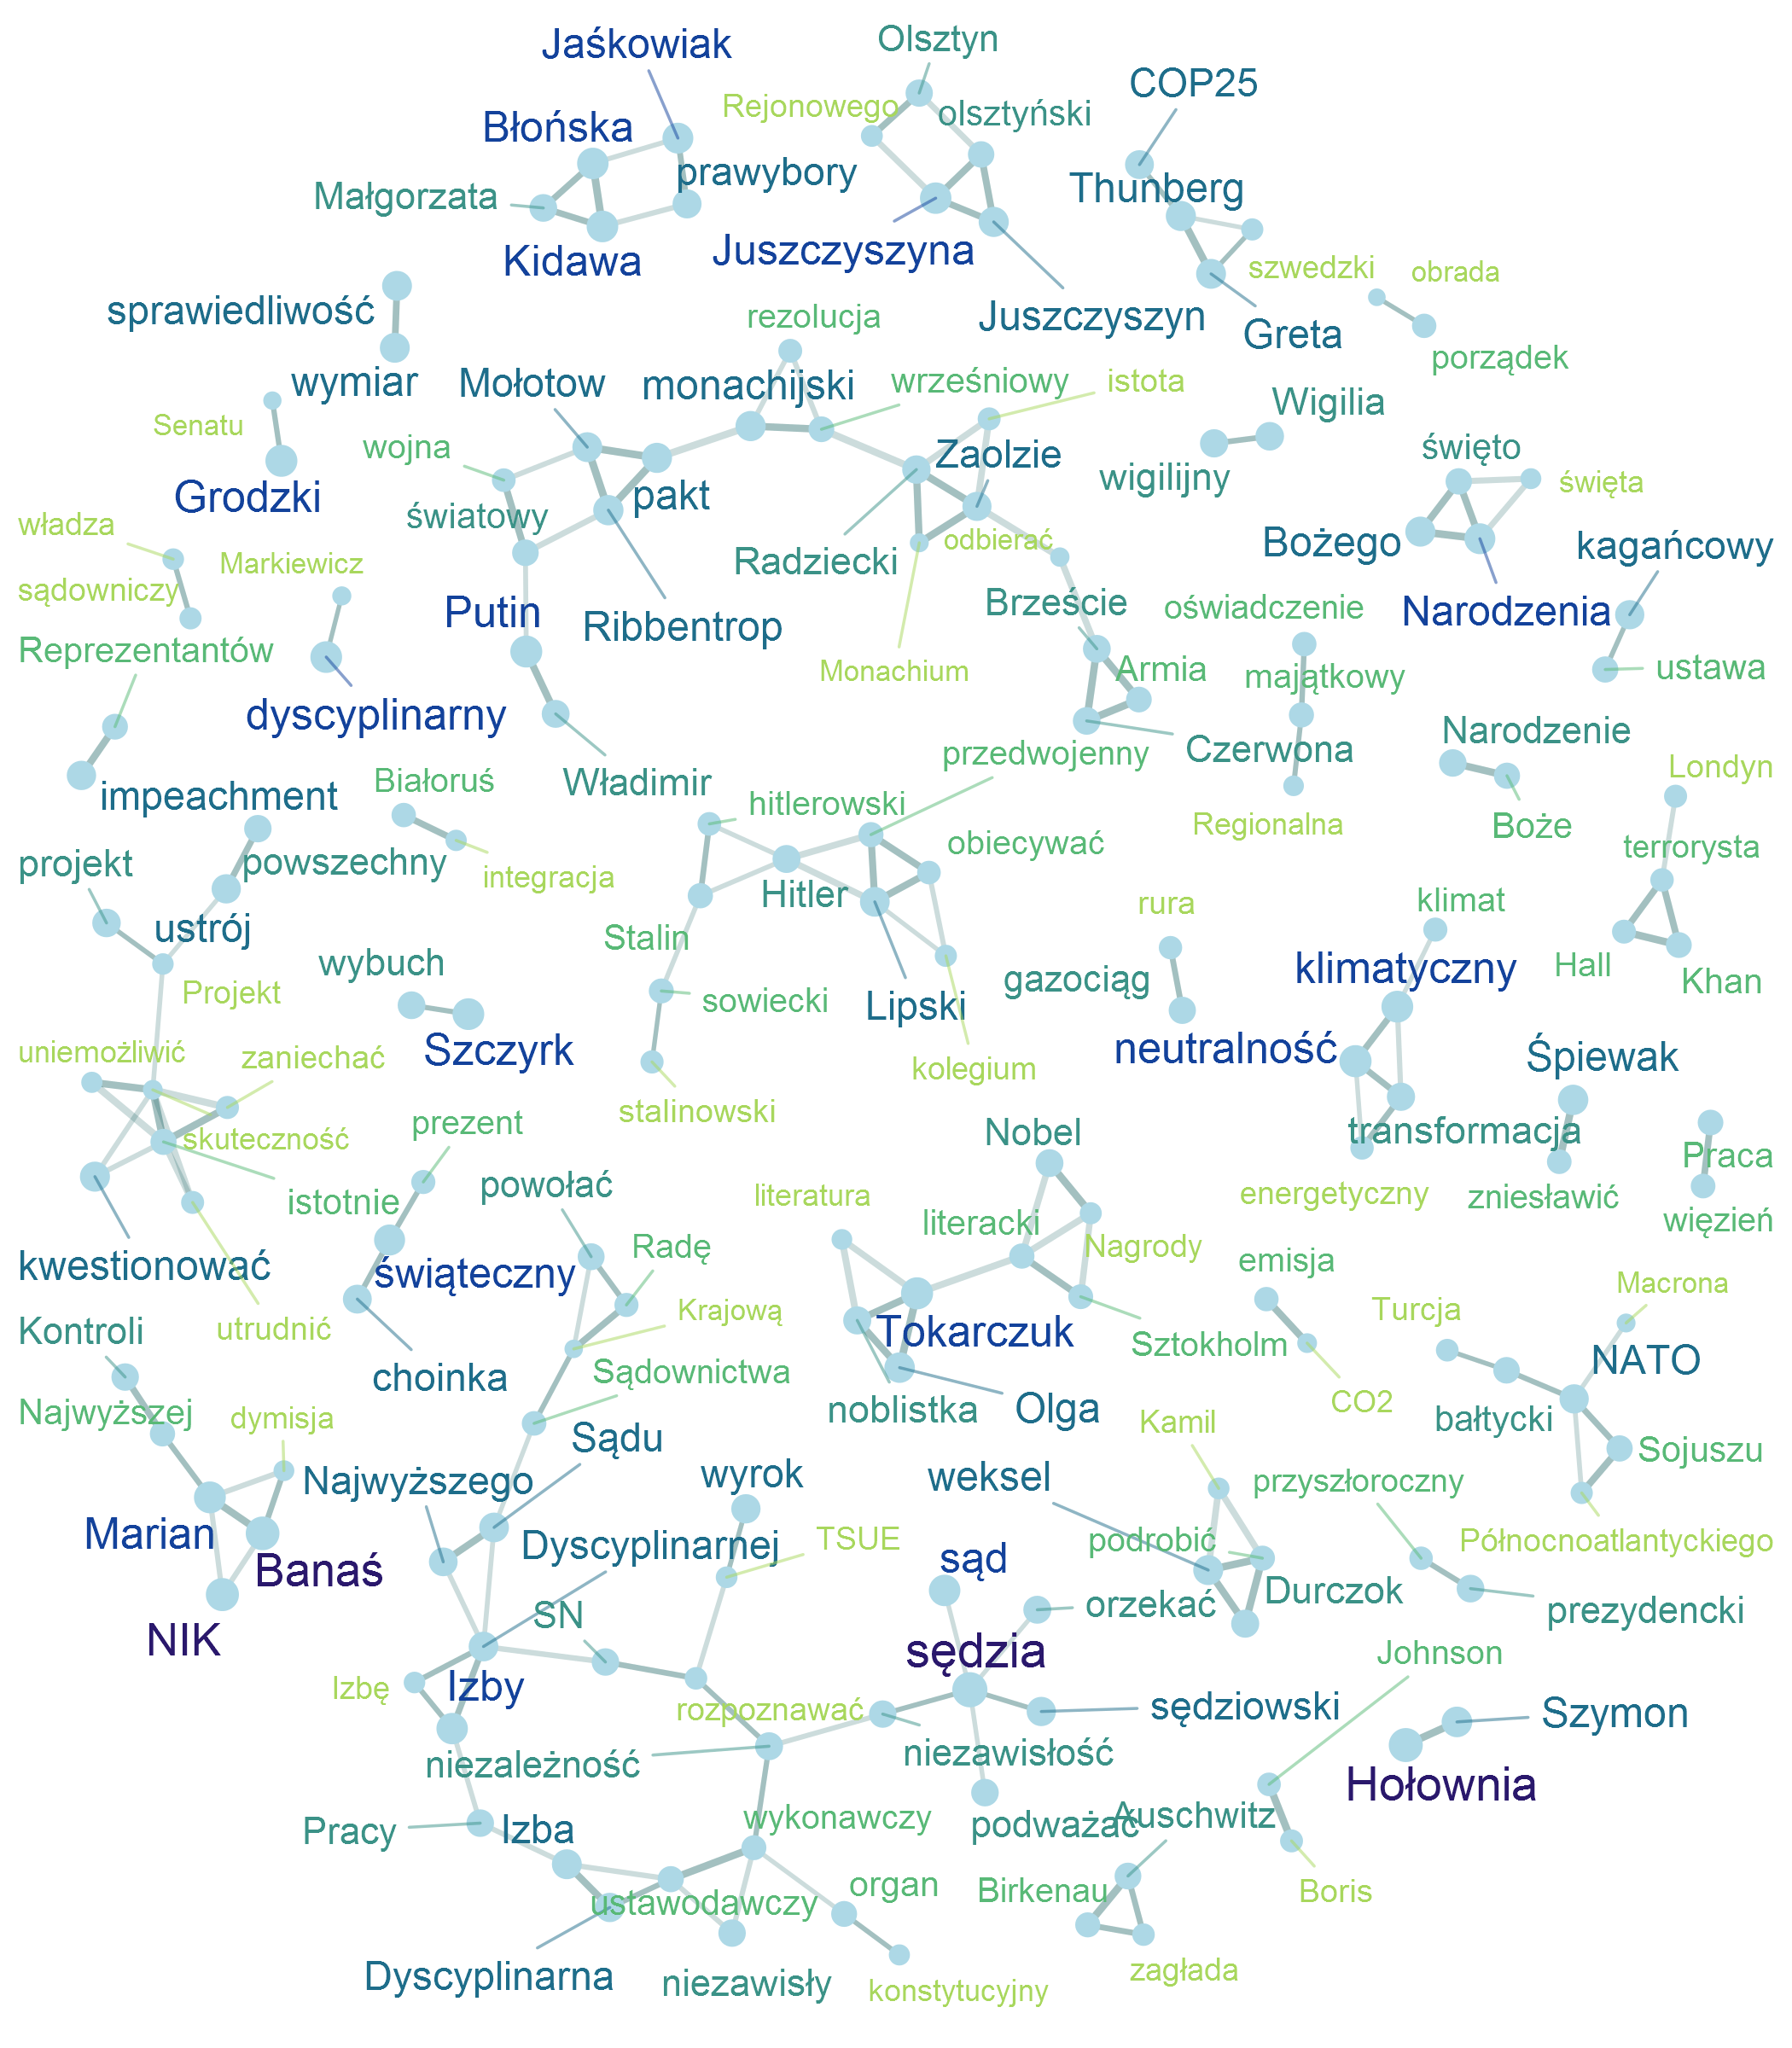 Jaśkowiak
Olsztyn
COP25
Rejonowego
olsztyński
Błońska
prawybory
Thunberg
Małgorzata
Juszczyszyna
Kidawa
szwedzki
obrada
sprawiedliwość
rezolucja
Juszczyszyn
Greta
porządek
wymiar
Mołotow
monachijski
wrześniowy
istota
Wigilia
Senatu
wojna
Zaolzie
święto
wigilijny
święta
Grodzki
pakt
światowy
władza
odbierać
Bożego
kagańcowy
Markiewicz
Radziecki
sądowniczy
Putin
Ribbentrop
Brzeście
oświadczenie
Narodzenia
Reprezentantów
Monachium
Armia
majątkowy
ustawa
dyscyplinarny
przedwojenny
Czerwona
Narodzenie
Władimir
Londyn
impeachment
Białoruś
hitlerowski
Regionalna
Boże
projekt
powszechny
integracja
obiecywać
terrorysta
Hitler
rura
klimat
ustrój
Stalin
wybuch
gazociąg
klimatyczny
Hall
Khan
Projekt
sowiecki
Lipski
uniemożliwić
zaniechać
Szczyrk
neutralność
Śpiewak
kolegium
stalinowski
prezent
skuteczność
Nobel
transformacja
Praca
powołać
literatura
energetyczny
zniesławić
istotnie
literacki
więzień
kwestionować
świąteczny
Radę
Nagrody
emisja
Macrona
utrudnić
Krajową
Turcja
Kontroli
Tokarczuk
Sztokholm
choinka
Sądownictwa
NATO
Najwyższej
dymisja
noblistka
Olga
CO2
bałtycki
Kamil
Sądu
Sojuszu
Najwyższego
wyrok
weksel
przyszłoroczny
Marian
Dyscyplinarnej
TSUE
podrobić
Północnoatlantyckiego
Banaś
sąd
Durczok
SN
orzekać
prezydencki
NIK
sędzia
Johnson
Izbę
Izby
rozpoznawać
sędziowski
Szymon
niezależność
niezawisłość
Hołownia
Pracy
Izba
wykonawczy
podważać
Auschwitz
ustawodawczy
organ
Birkenau
Boris
Dyscyplinarna
niezawisły
konstytucyjny
zagłada